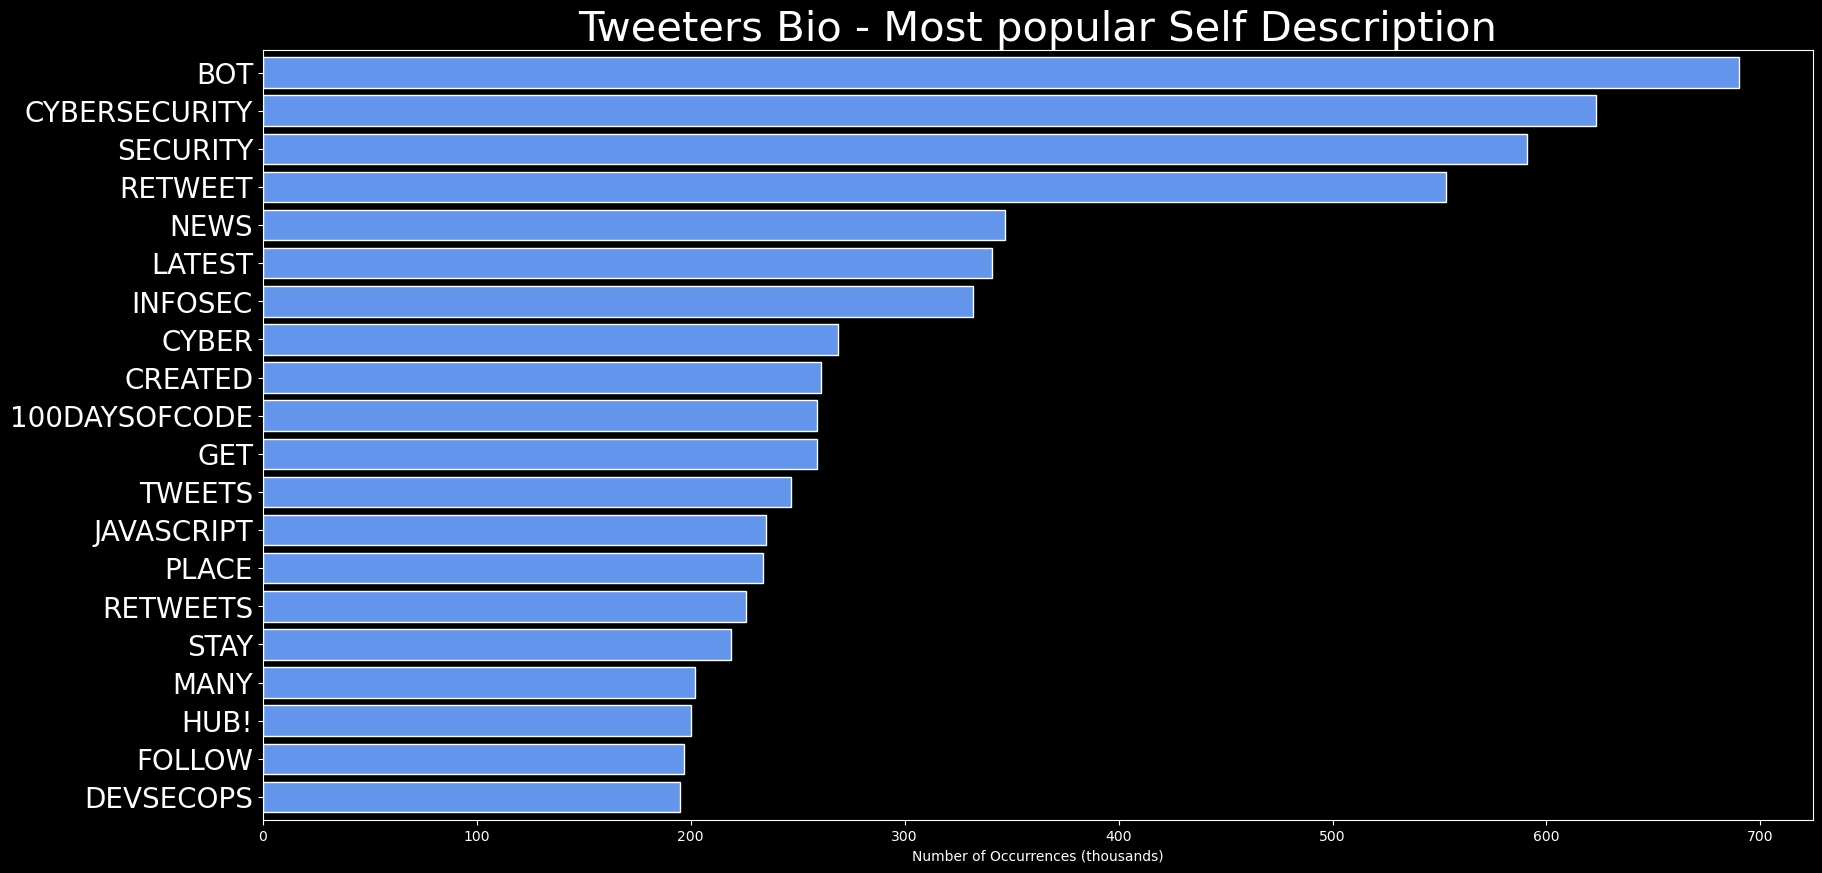 Tweeters Bio - Most popular Self Description
BOT
CYBERSECURITY
SECURITY
RETWEET
NEWS
LATEST
INFOSEC
CYBER
CREATED
100DAYSOFCODE
GET
TWEETS
JAVASCRIPT
PLACE
RETWEETS
STAY
MANY
HUB!
FOLLOW
DEVSECOPS
0 100 200 300 400 500 600 700
Number of Occurrences (thousands)